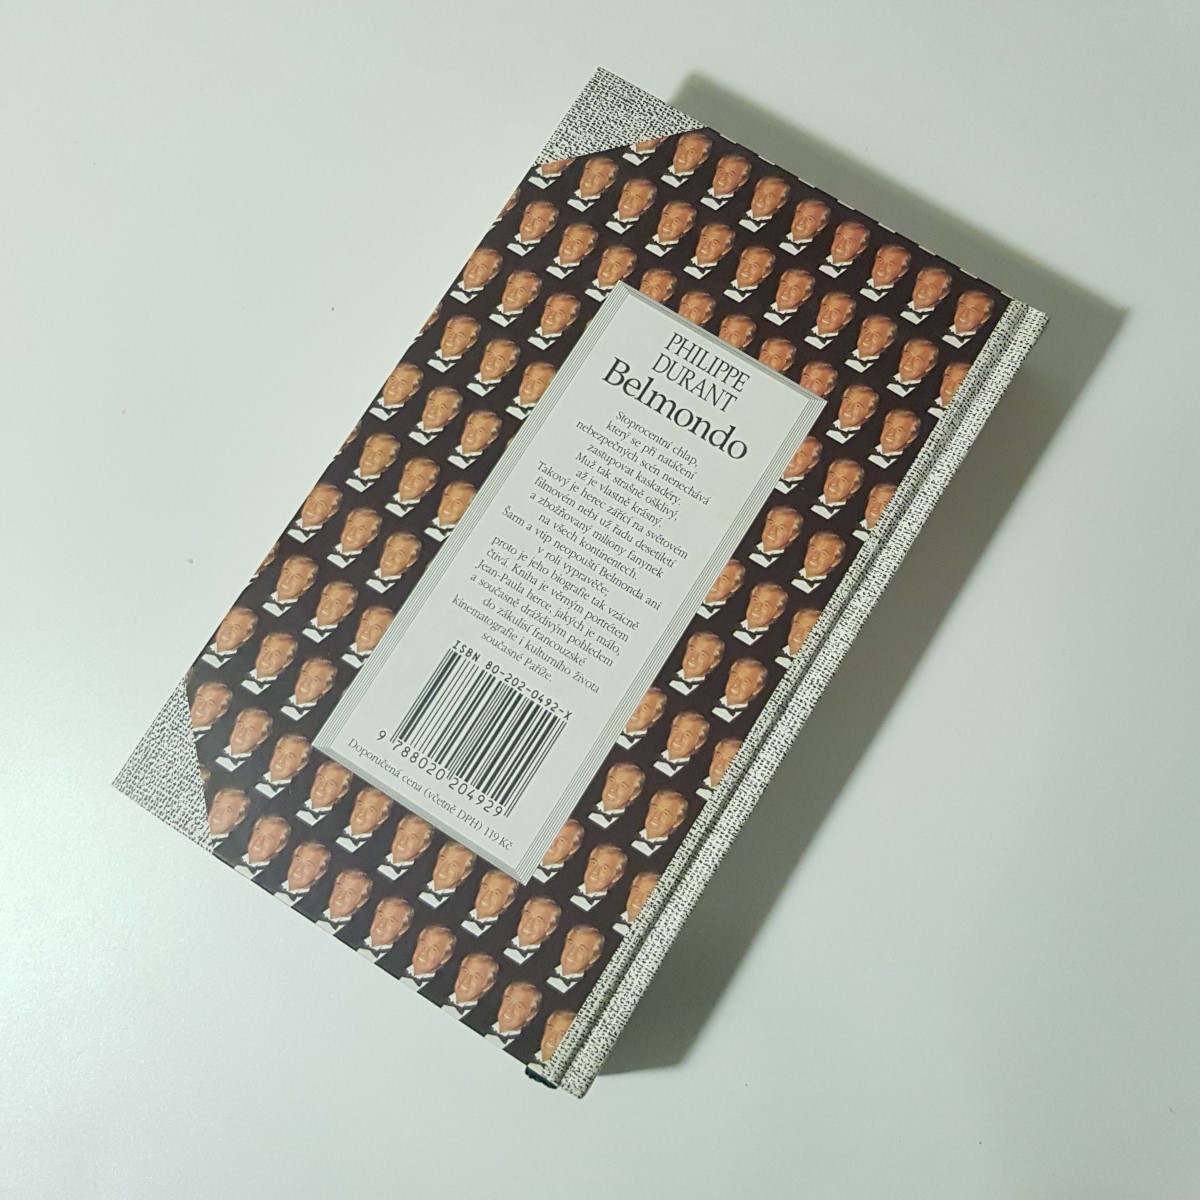 PHILIPPE
DURANT
Belmondo
Stoprocentní chlap,
který se při natáčení
nebezpečných scén nenechává
zastupovat kaskadéry.
Muž tak strašně ošklivý,
až je vlastně krásný.
Takový je herec zářící na světovém
filmovém nebi už řadu desetiletí
a zbožňovaný miliony fanynek
na všech kontinentech.
Šarm a vtip neopouští Belmonda ani
v roli vypravěče;
proto je jeho biografie tak vzácně
čtivá. Kniha je věrným portrétem
Jean-Paula herce, jakých je málo,
a současně dráždivým pohledem
do zákulisí francouzské
kinematografie i kulturního života
současné Paříže.
ISBN 80-202-0492-X
9 788020 204929
Doporučená cena (včetně DPH) 119 Kč